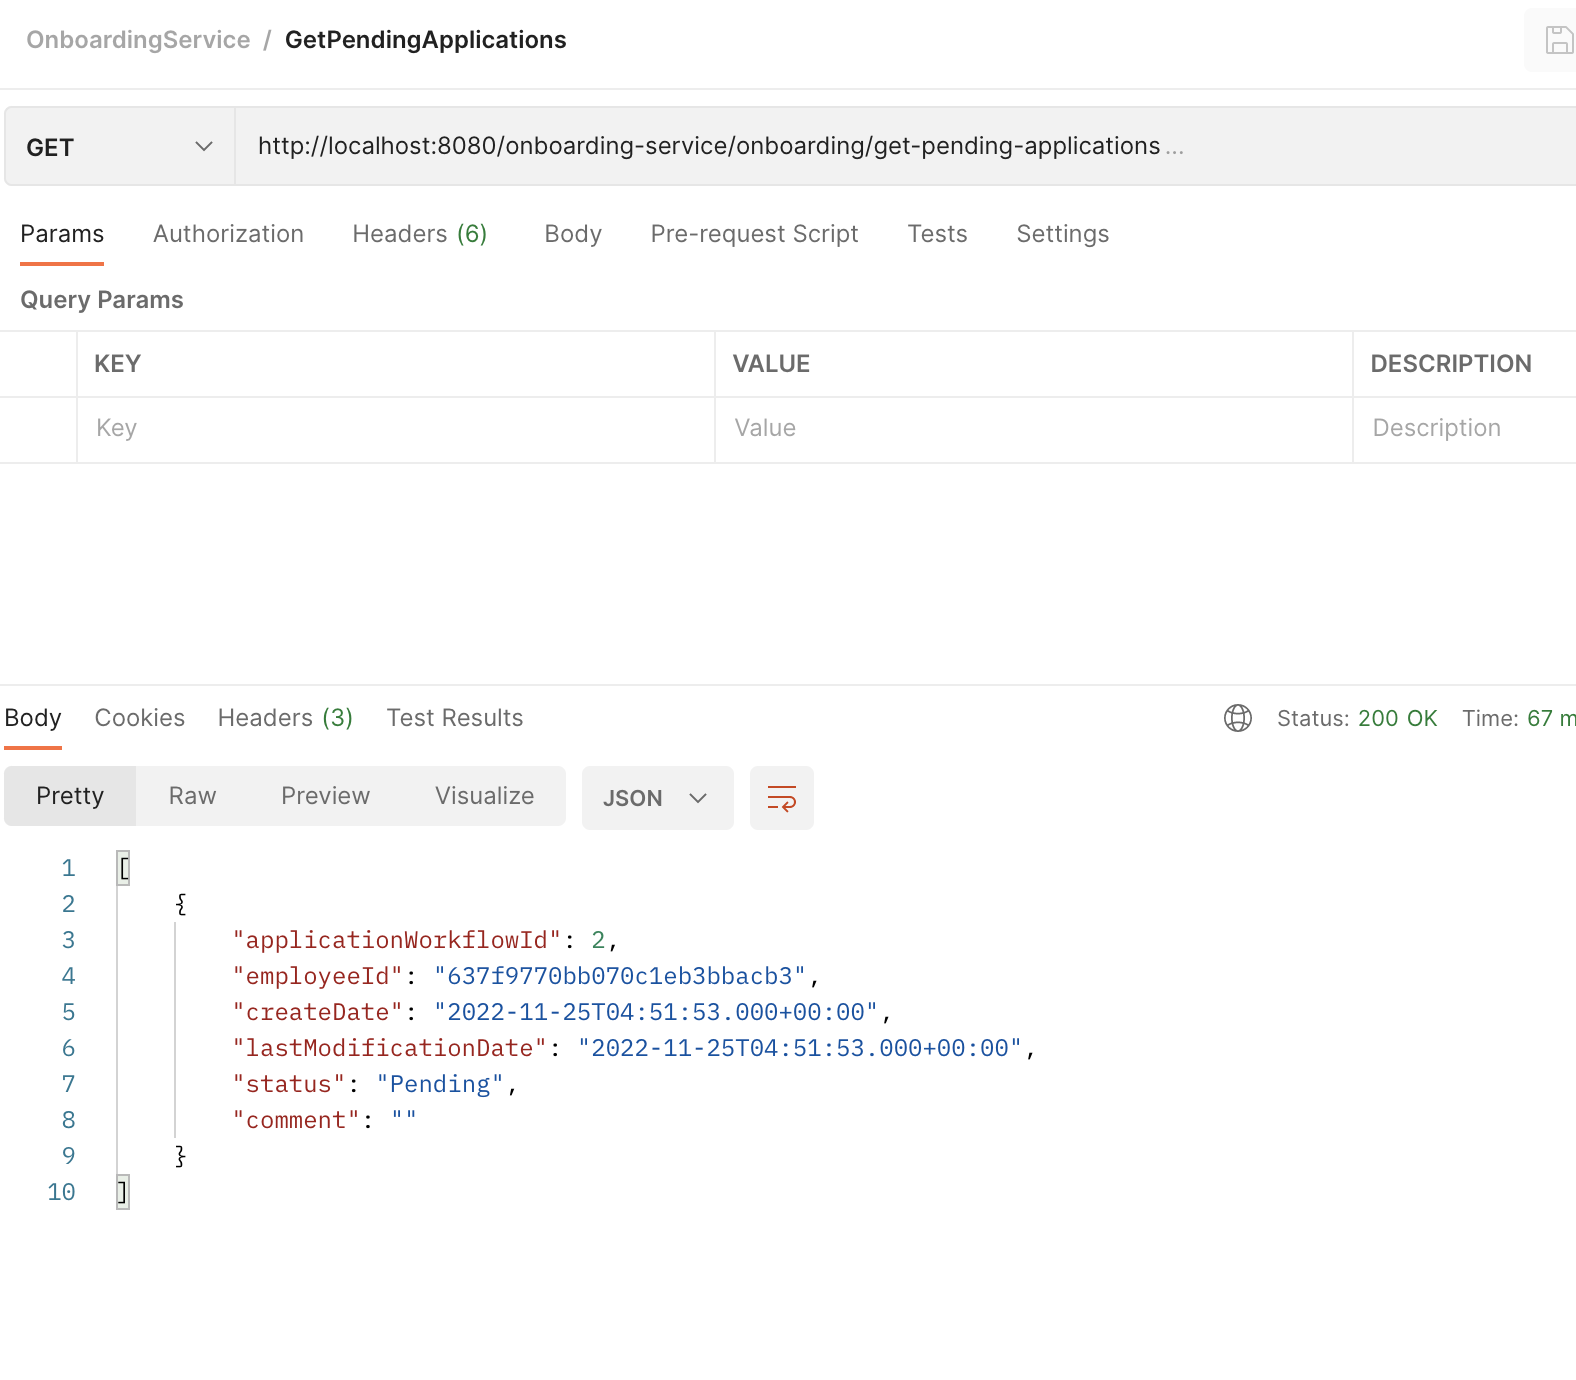 OnboardingService / GetPendingApplications
GET http://localhost:8080/onboarding-service/onboarding/get-pending-applications...
Params Authorization Headers (6) Body Pre-request Script Tests Settings
Query Params
KEY VALUE DESCRIPTION
Key Value Description
Body Cookies Headers (3) Test Results Status: 200 OK Time: 67 m
Pretty Raw Preview Visualize JSON
1 [
2 {
3 "applicationWorkflowId": 2,
4 "employeeId": "637f9770bb070c1eb3bbacb3",
5 "createDate": "2022-11-25T04:51:53.000+00:00",
6 "lastModificationDate": "2022-11-25T04:51:53.000+00:00",
7 "status": "Pending",
8 "comment": ""
9 }
10 ]